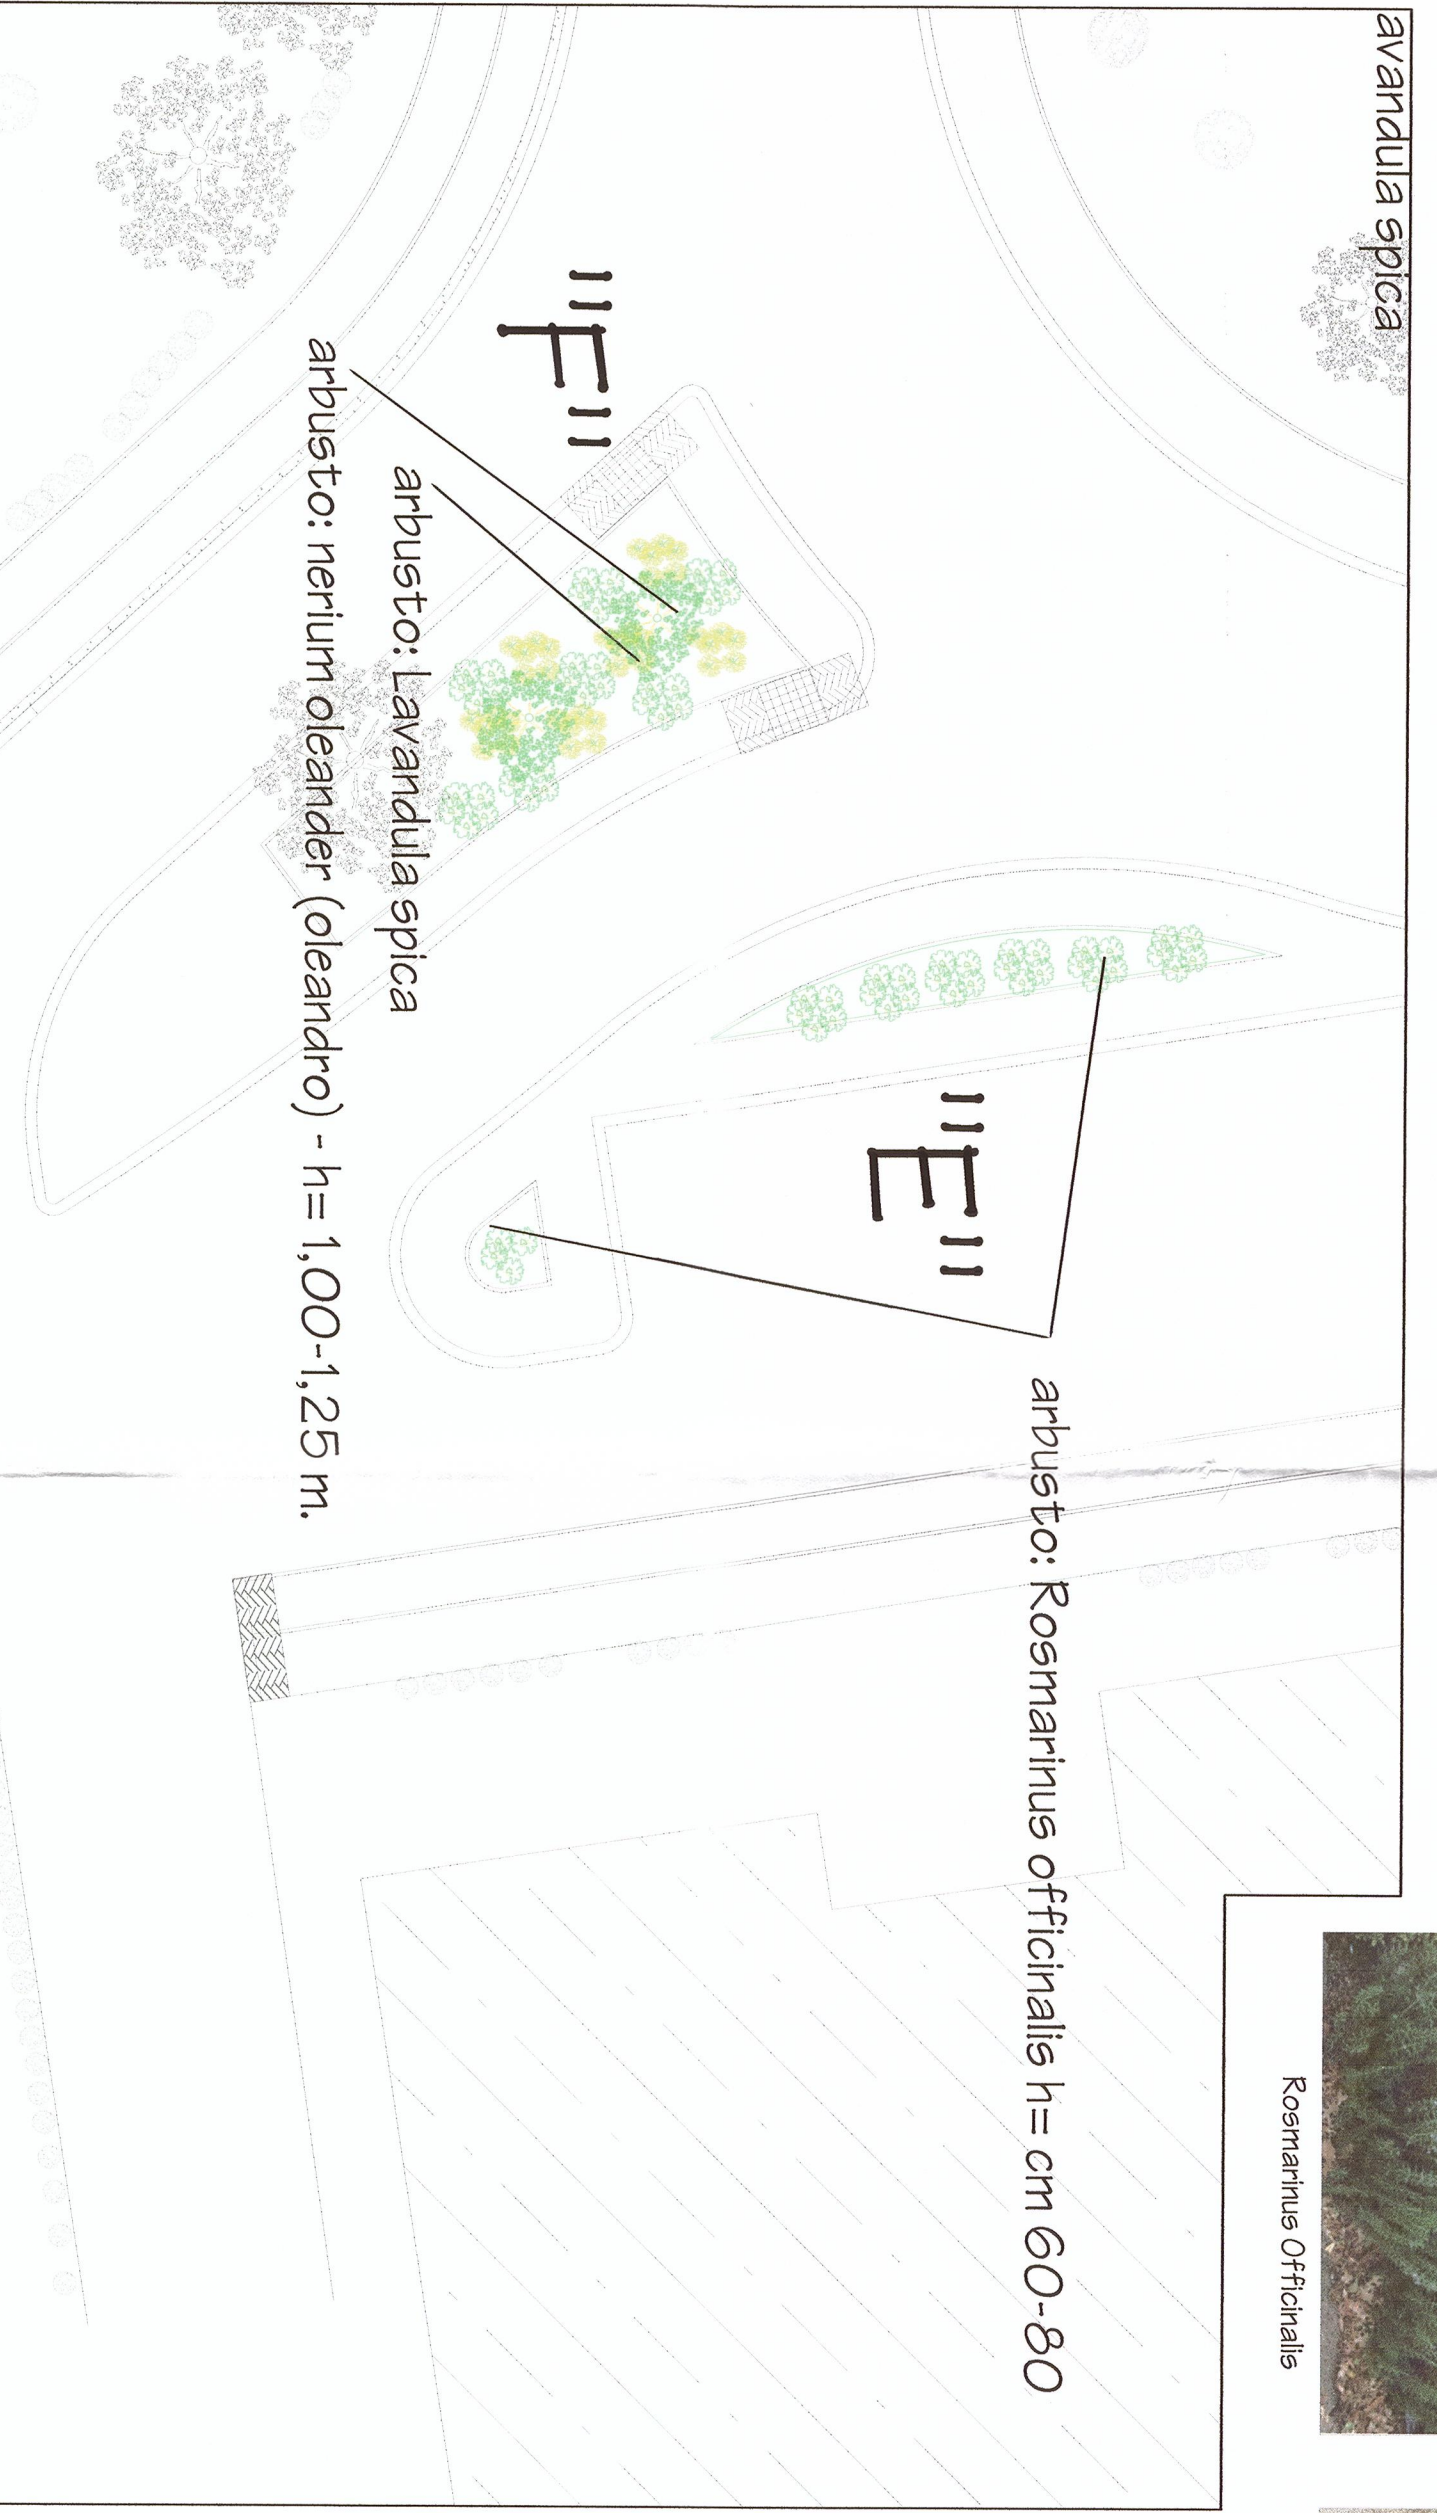 avandula spica
Rosmarinus Officinalis
arbusto: Rosmarinus officinalis h= cm 60-80
"E"
"F"
arbusto: Lavandula spica
arbusto: nerium oleander (oleandro) - h= 1,00-1,25 m.